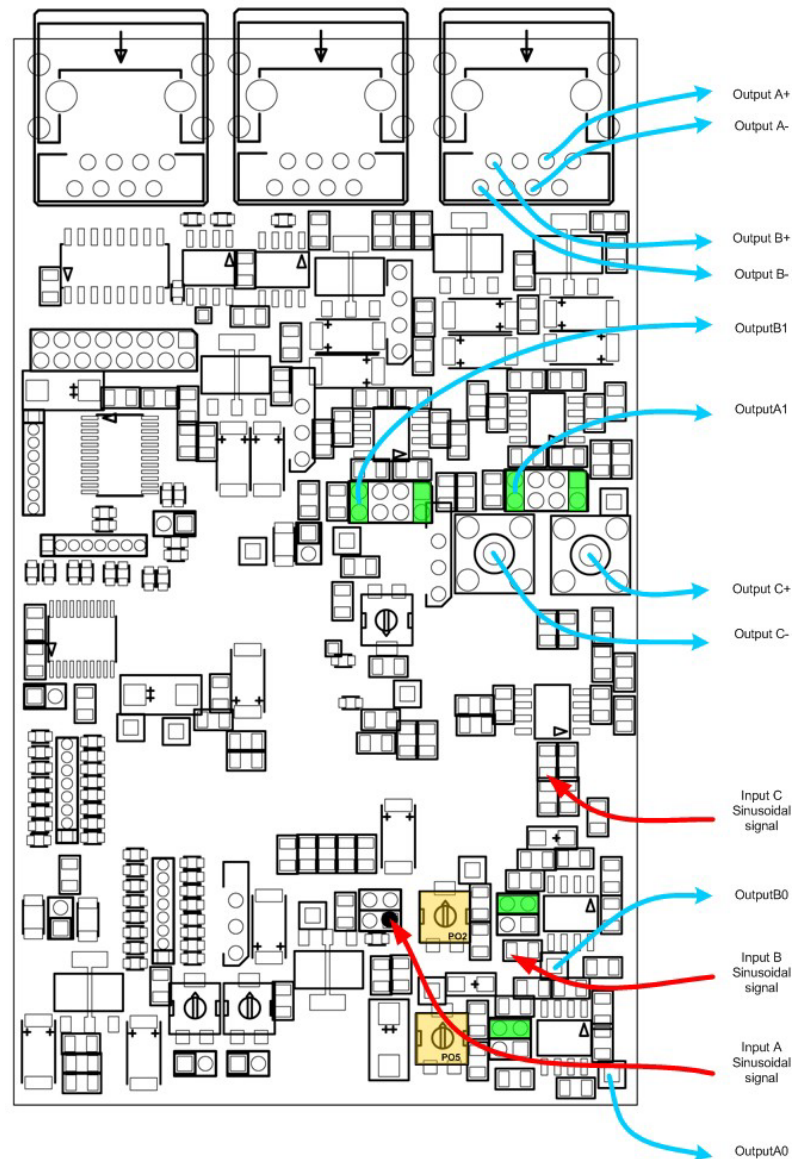 Output A+
Output A-
Output B+
Output B-
OutputB1
OutputA1
Output C+
Output C-
Input C
Sinusoidal
signal
OutputB0
PO2
Input B
Sinusoidal
signal
PO5
Input A
Sinusoidal
signal
OutputA0